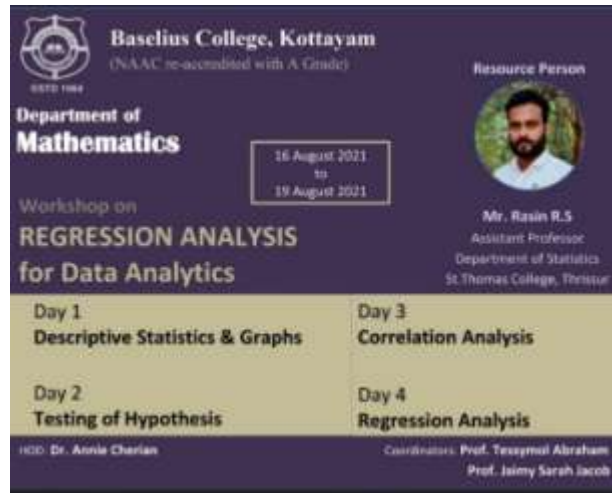 Baselius College, Kottayam
(NAAC re-accredited with A Grade)
ESTD 1964
Department of
Mathematics
16 August 2021
to
19 August 2021
Workshop on
REGRESSION ANALYSIS
for Data Analytics
Resource Person
Mr. Rasin R.S
Assistant Professor
Department of Statistics
St.Thomas College, Thrissur
Day 1
Descriptive Statistics & Graphs
Day 2
Testing of Hypothesis
Day 3
Correlation Analysis
Day 4
Regression Analysis
HOD: Dr. Annie Cherian
Coordinators: Prof. Tessymol Abraham
Prof. Jaimy Sarah Jacob